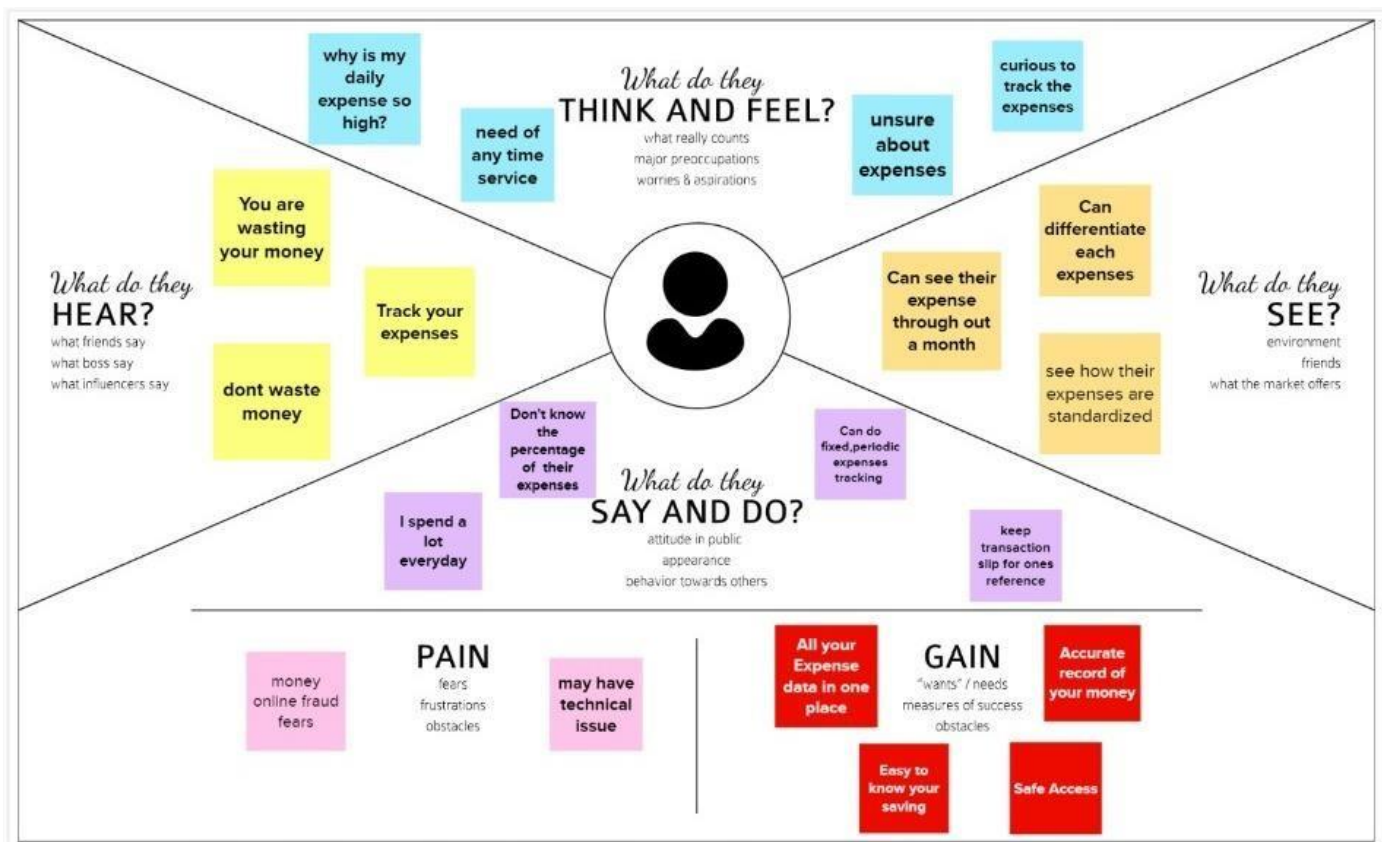 why is my
daily
expense so
high?
need of
any time
service
What do they
THINK AND FEEL?
what really counts
major preoccupations
worries & aspirations
unsure
about
expenses
curious to
track the
expenses
What do they
HEAR?
what friends say
what boss say
what influencers say
You are
wasting
your money
Track your
expenses
dont waste
money
Can see their
expense
through out
a month
Can
differentiate
each
expenses
see how their
expenses are
standardized
What do they
SEE?
environment
friends
what the market offers
Don't know
the
percentage
of their
expenses
I spend a
lot
everyday
What do they
SAY AND DO?
attitude in public
appearance
behavior towards others
Can do
fixed,periodic
expenses
tracking
keep
transaction
slip for ones
reference
money
online fraud
fears
PAIN
fears
frustrations
obstacles
may have
technical
issue
All your
Expense
data in one
place
GAIN
"wants" / needs
measures of success
obstacles
Accurate
record of
your money
Easy to
know your
saving
Safe Access